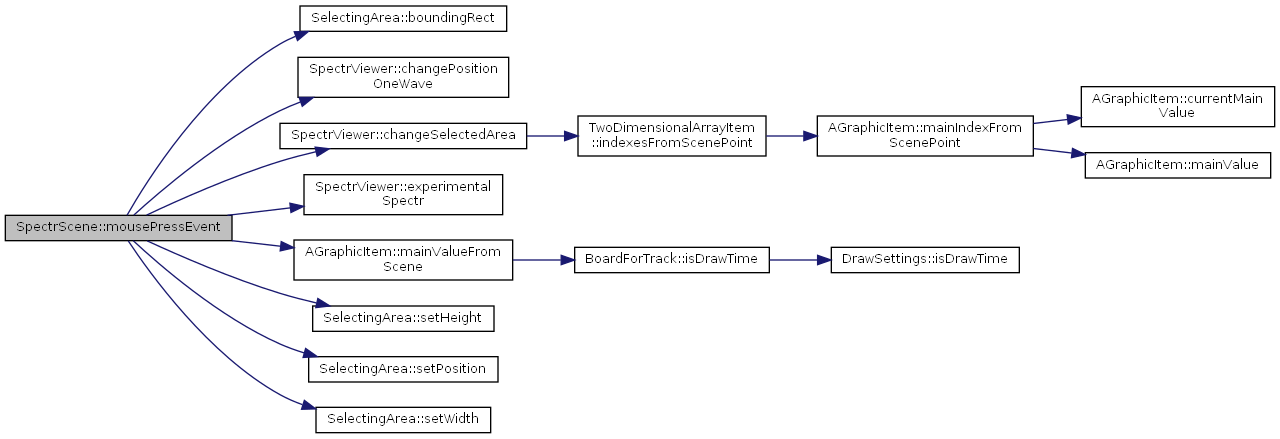 SelectingArea::boundingRect
SpectrViewer::changePosition
OneWave
SpectrViewer::changeSelectedArea
SpectrViewer::experimental
Spectr
SpectrScene::mousePressEvent
AGraphicItem::mainValueFrom
Scene
SelectingArea::setHeight
SelectingArea::setPosition
SelectingArea::setWidth
TwoDimensionalArrayItem
::indexesFromScenePoint
BoardForTrack::isDrawTime
AGraphicItem::mainIndexFrom
ScenePoint
DrawSettings::isDrawTime
AGraphicItem::currentMain
Value
AGraphicItem::mainValue